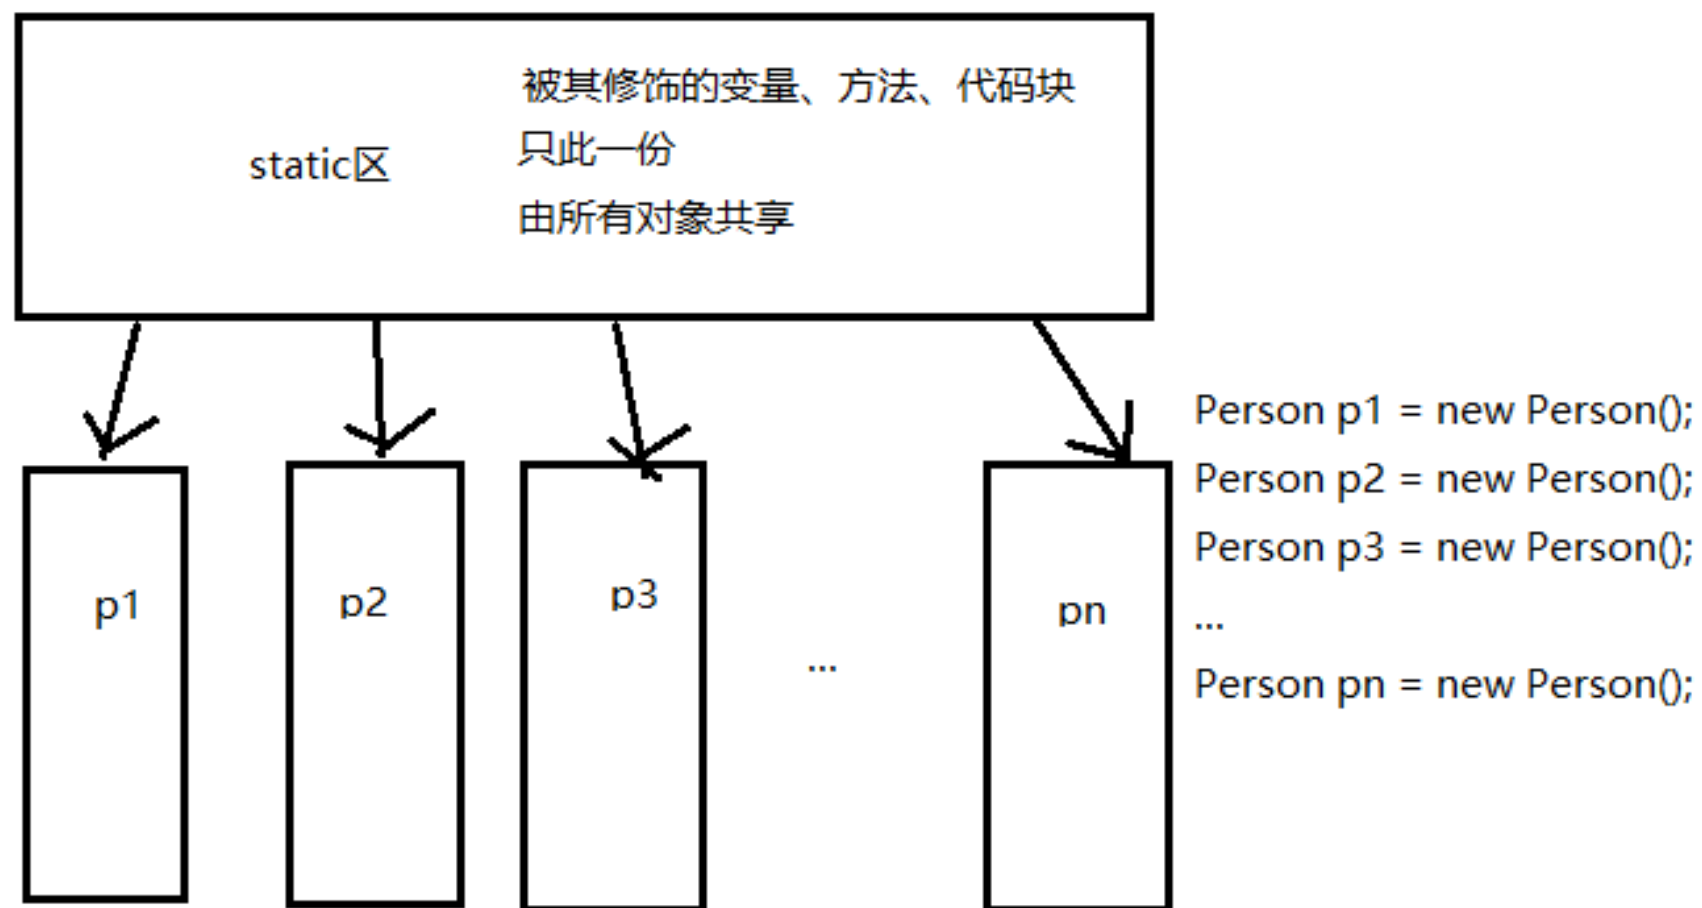 被其修饰的变量、方法、代码块
static区
只此一份
由所有对象共享
Person p1 = new Person();
Person p2 = new Person();
Person p3 = new Person();
...
Person pn = new Person();
p1
p2
p3
...
pn